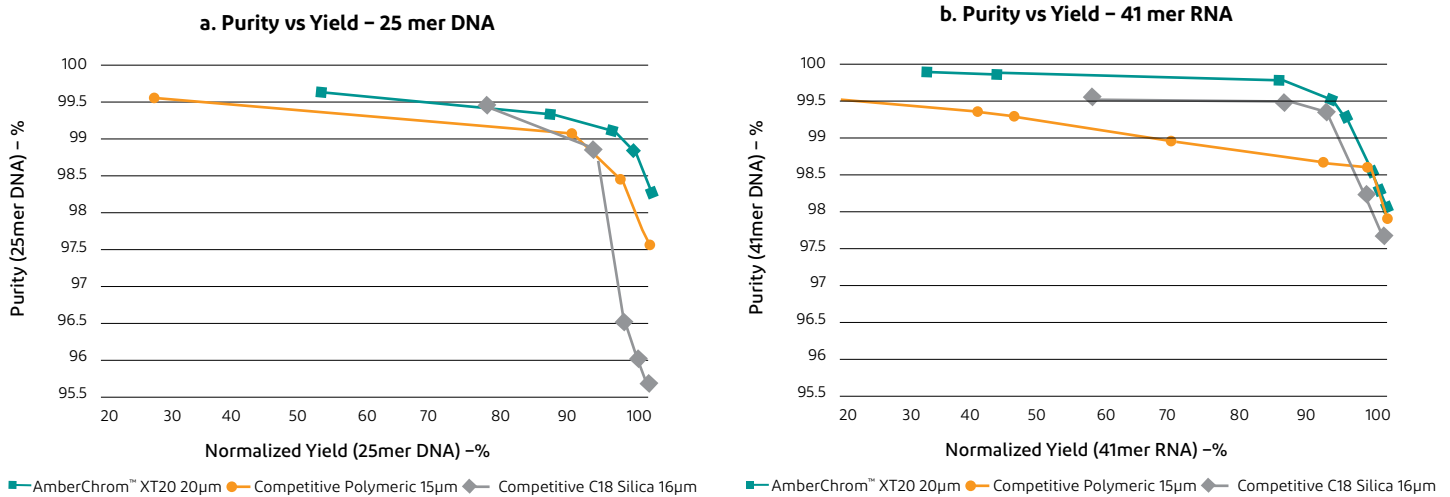 a. Purity vs Yield – 25 mer DNA
Purity (25mer DNA) – %
100
99.5
99
98.5
98
97.5
97
96.5
96
95.5
20 30 40 50 60 70 80 90 100
Normalized Yield (25mer DNA) –%
AmberChrom™ XT20 20µm Competitive Polymeric 15µm Competitive C18 Silica 16µm
b. Purity vs Yield – 41 mer RNA
Purity (41mer DNA) – %
100
99.5
99
98.5
98
97.5
97
96.5
96
95.5
20 30 40 50 60 70 80 90 100
Normalized Yield (41mer RNA) –%
AmberChrom™ XT20 20µm Competitive Polymeric 15µm Competitive C18 Silica 16µm